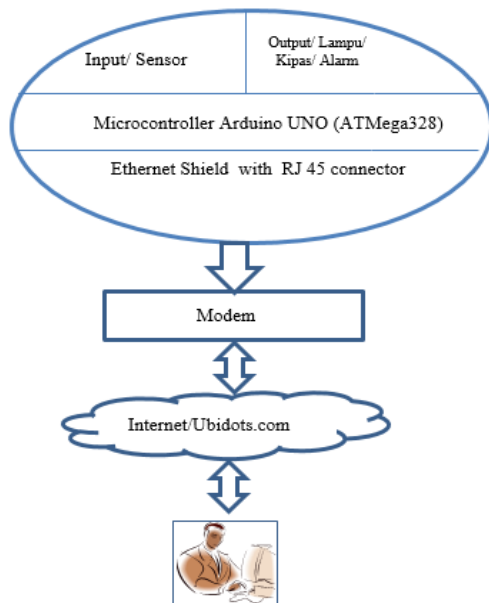 Input/ Sensor
Output/ Lampu/
Kipas/ Alarm
Microcontroller Arduino UNO (ATMega328)
Ethernet Shield with RJ 45 connector
Modem
Internet/Ubidots.com